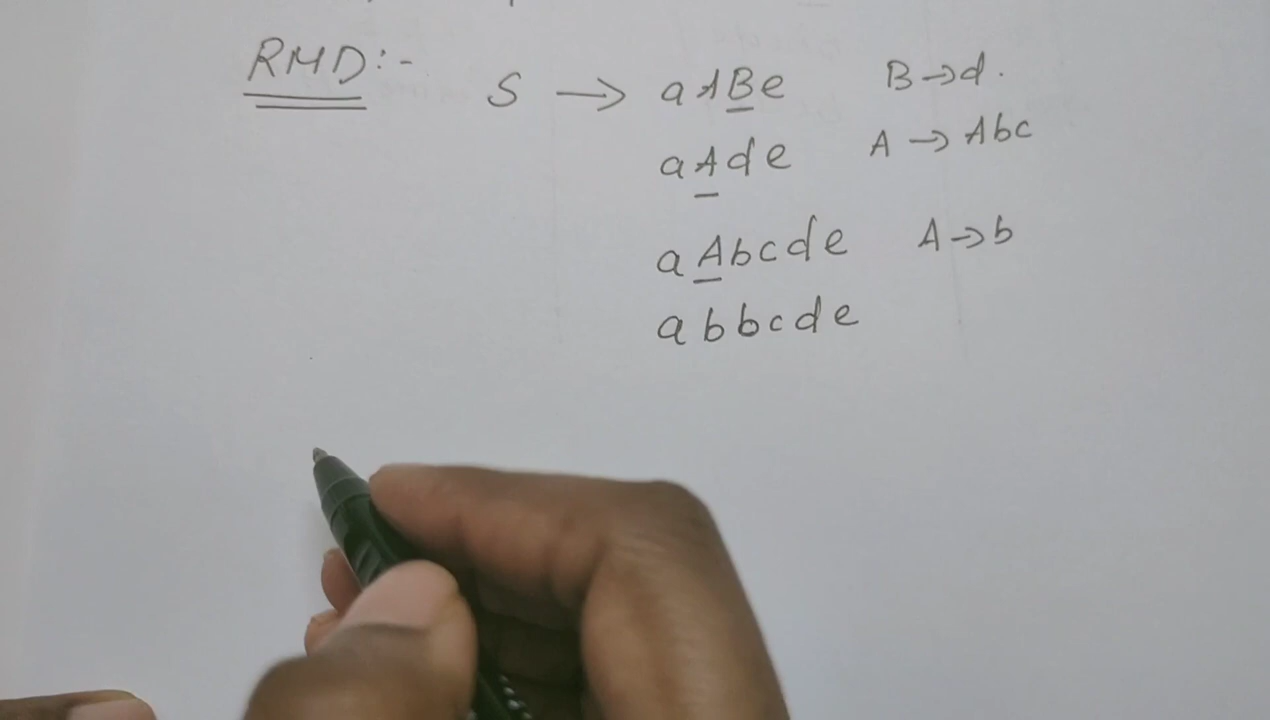 RMD:- S → aABe B→d.
aAde A → Abc
aAbcde A→b
abbcde